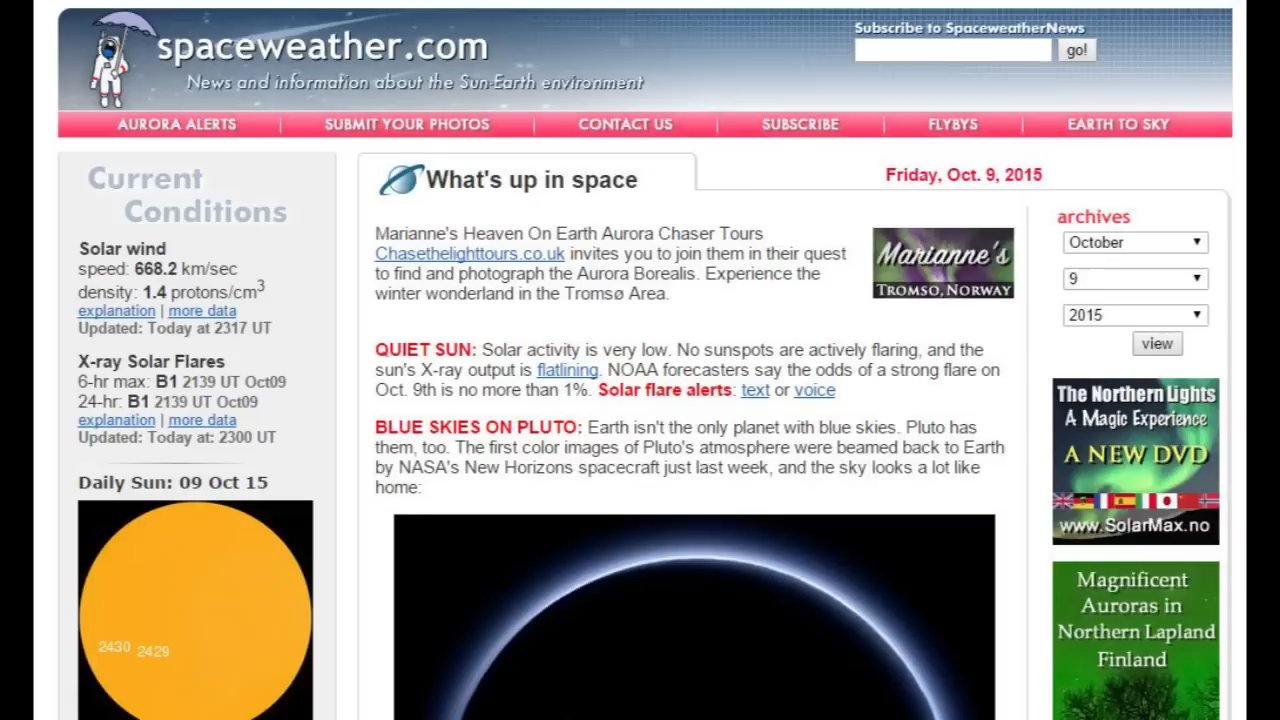 spaceweather.com
News and information about the Sun-Earth environment
Subscribe to SpaceweatherNews
go!
AURORA ALERTS | SUBMIT YOUR PHOTOS | CONTACT US | SUBSCRIBE | FLYBYS | EARTH TO SKY
Current
Conditions
Solar wind
speed: 668.2 km/sec
density: 1.4 protons/cm3
explanation | more data
Updated: Today at 2317 UT
X-ray Solar Flares
6-hr max: B1 2139 UT Oct09
24-hr: B1 2139 UT Oct09
explanation | more data
Updated: Today at: 2300 UT
Daily Sun: 09 Oct 15
2430 2429
What's up in space
Friday, Oct. 9, 2015
Marianne's Heaven On Earth Aurora Chaser Tours
Chasethelighttours.co.uk invites you to join them in their quest
to find and photograph the Aurora Borealis. Experience the
winter wonderland in the Tromsø Area.
Marianne's
TROMSO, NORWAY
QUIET SUN: Solar activity is very low. No sunspots are actively flaring, and the
sun's X-ray output is flatlining. NOAA forecasters say the odds of a strong flare on
Oct. 9th is no more than 1%. Solar flare alerts: text or voice
BLUE SKIES ON PLUTO: Earth isn't the only planet with blue skies. Pluto has
them, too. The first color images of Pluto's atmosphere were beamed back to Earth
by NASA's New Horizons spacecraft just last week, and the sky looks a lot like
home:
archives
October
9
2015
view
The Northern Lights
A Magic Experience
A NEW DVD
www.SolarMax.no
Magnificent
Auroras in
Northern Lapland
Finland